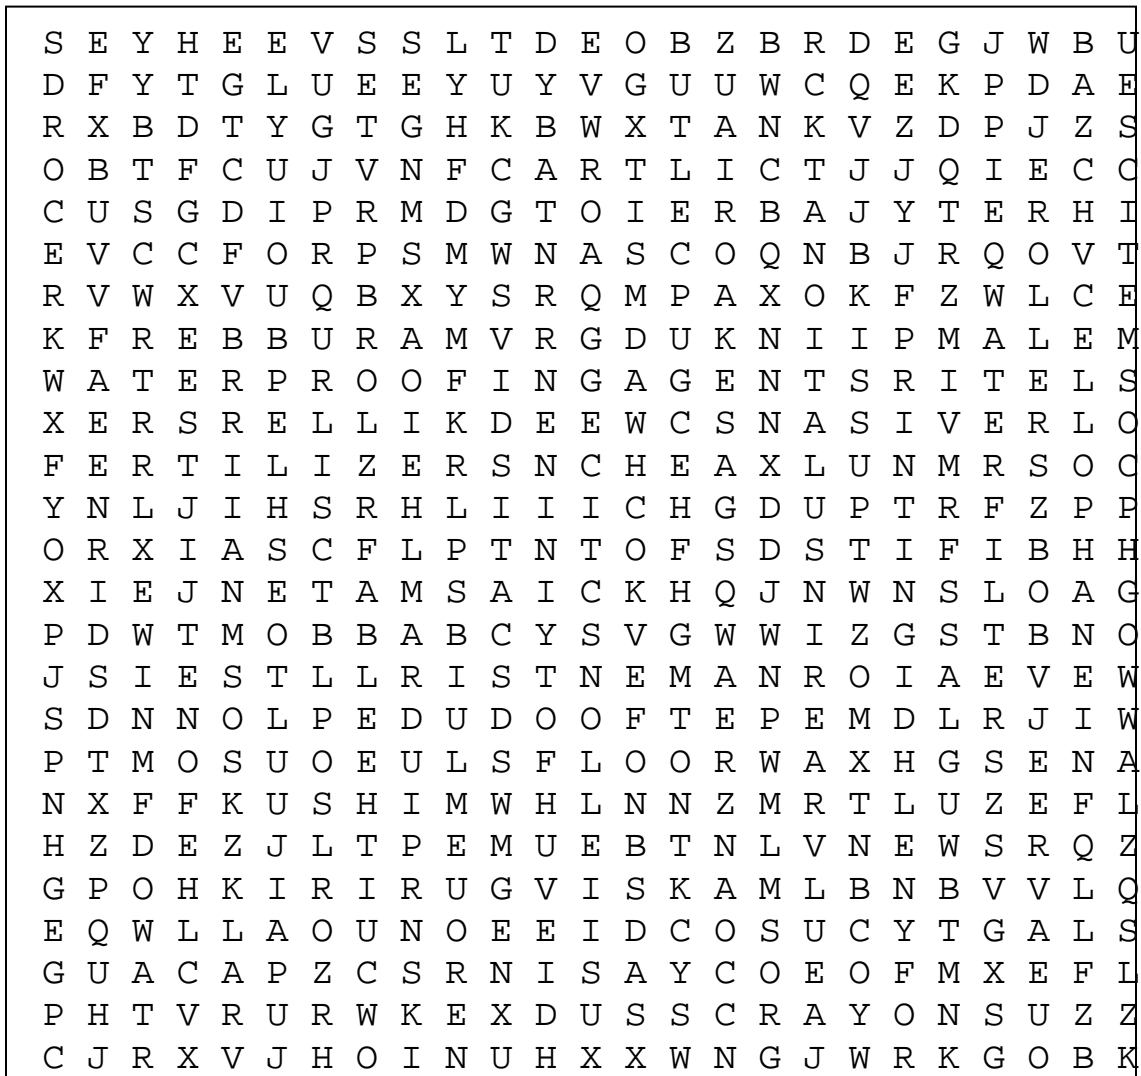 S E Y H E E V S S L T D E O B Z B R D E G J W B U
D F Y T G L U E E Y U Y V G U U W C Q E K P D A E
R X B D T Y G T G H K B W X T A N K V Z D P J Z S
O B T F C U J V N F C A R T L I C T J J Q I E C C
C U S G D I P R M D G T O I E R B A J Y T E R H I
E V C C F O R P S M W N A S C O Q N B J R Q O V T
R V W X V U Q B X Y S R Q M P A X O K F Z W L C E
K F R E B B U R A M V R G D U K N I I P M A L E M
W A T E R P R O O F I N G A G E N T S R I T E L S
X E R S R E L L I K D E E W C S N A S I V E R L O
F E R T I L I Z E R S N C H E A X L U N M R S O C
Y N L J I H S R H L I I I C H G D U P T R F Z P P
O R X I A S C F L P T N T O F S D S T I F I B H H
X I E J N E T A M S A I C K H Q J N W N S L O A G
P D W T M O B B A B C Y S V G W W I Z G S T B N O
J S I E S T L L R I S T N E M A N R O I A E V E W
S D N N O L P E D U D O O F T E P E M D L R J I W
P T M O S U O E U L S F L O O R W A X H G S E N A
N X F F K U S H I M W H L N N Z M R T L U Z E F L
H Z D E Z J L T P E M U E B T N L V N E W S R Q Z
G P O H K I R I R U G V I S K A M L B N B V V L Q
E Q W L L A O U N O E E I D C O S U C Y T G A L S
G U A C A P Z C S R N I S A Y C O E O F M X E F L
P H T V R U R W K E X D U S S C R A Y O N S U Z Z
C J R X V J H O I N U H X X W N G J W R K G O B K